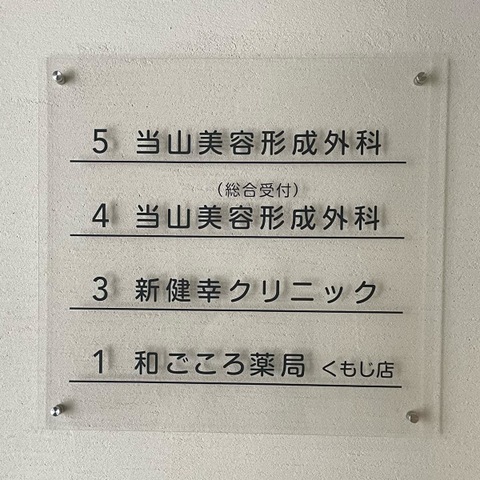 5 当山美容形成外科
（総合受付）
4 当山美容形成外科
3 新健幸クリニック
1 和ごころ薬局 くもじ店